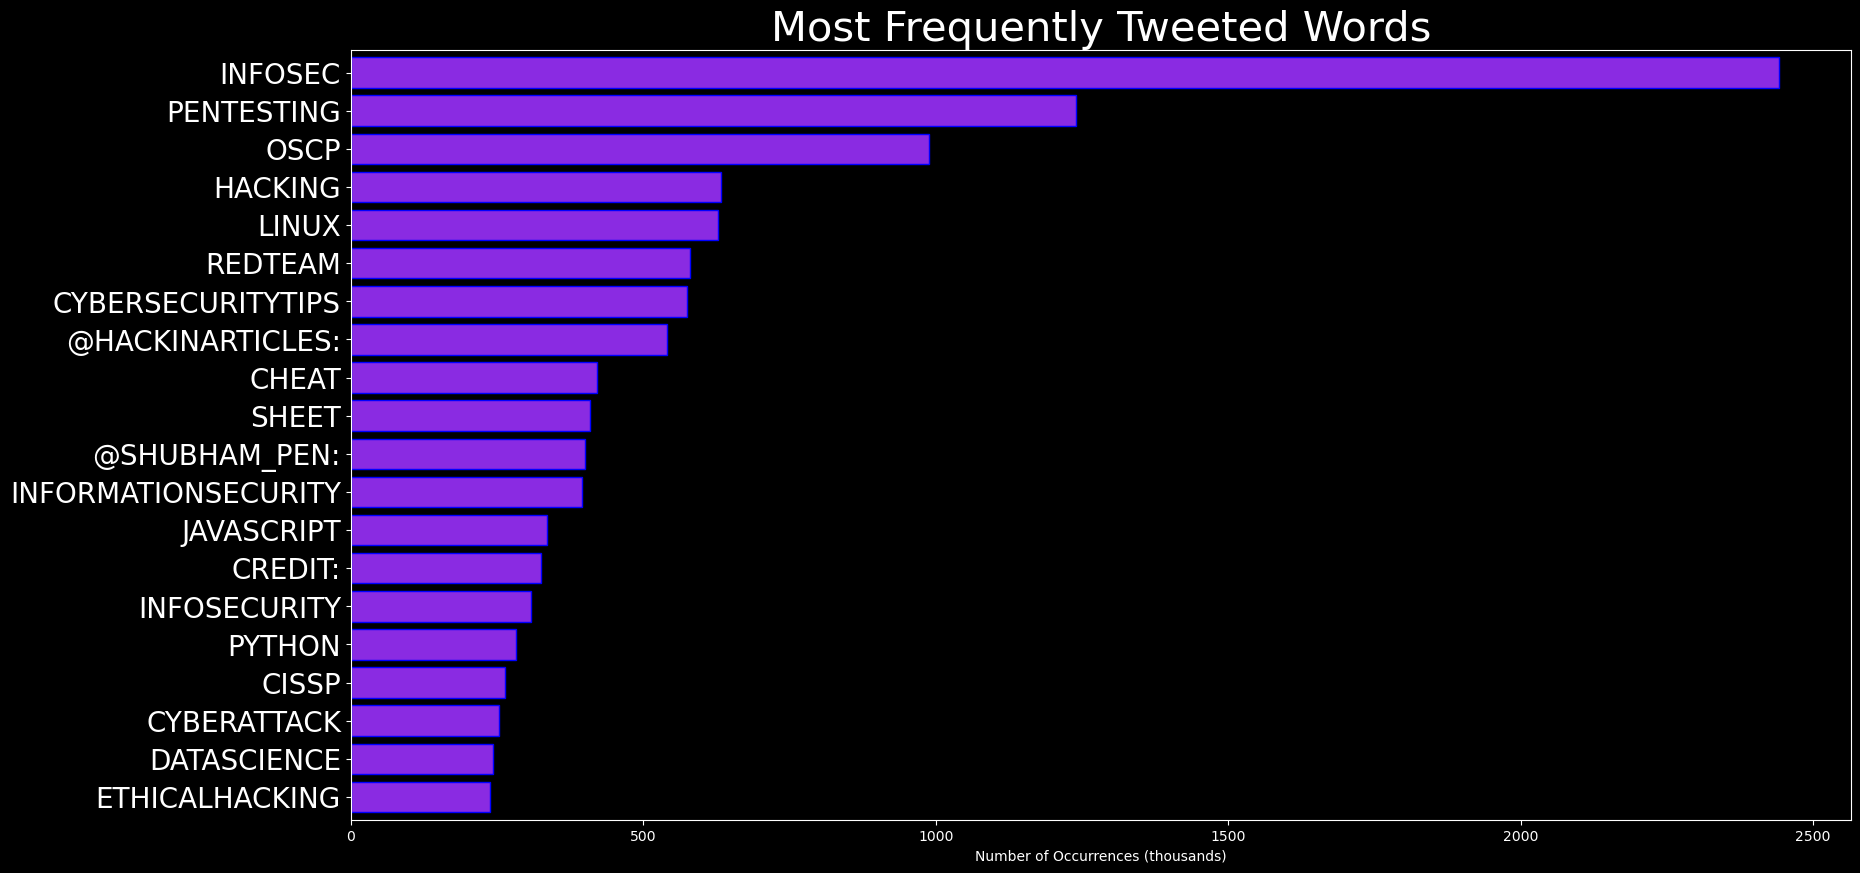 Most Frequently Tweeted Words
INFOSEC
PENTESTING
OSCP
HACKING
LINUX
REDTEAM
CYBERSECURITYTIPS
@HACKINARTICLES:
CHEAT
SHEET
@SHUBHAM_PEN:
INFORMATIONSECURITY
JAVASCRIPT
CREDIT:
INFOSECURITY
PYTHON
CISSP
CYBERATTACK
DATASCIENCE
ETHICALHACKING
0 500 1000 1500 2000 2500
Number of Occurrences (thousands)